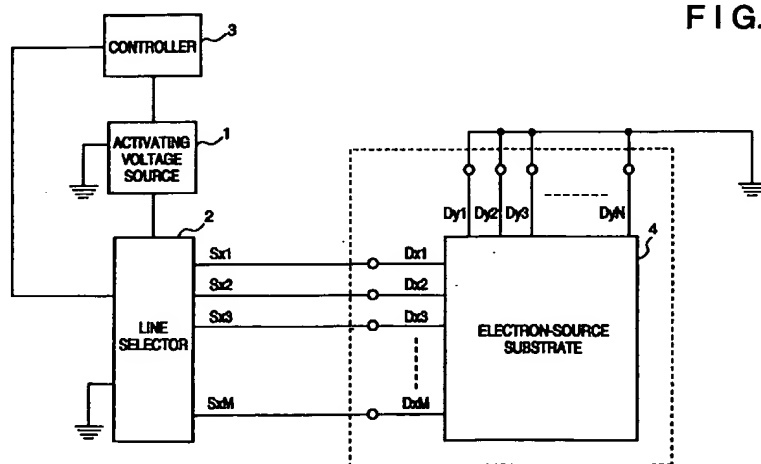 FIG.
CONTROLLER
3
ACTIVATING
VOLTAGE
SOURCE
1
2
LINE
SELECTOR
Sx1
Sx2
Sx3
SxM
Dx1
Dx2
Dx3
DxM
Dy1 Dy2 Dy3 DyN
4
ELECTRON-SOURCE
SUBSTRATE